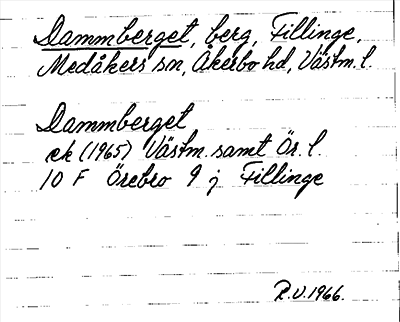 Dammberget, berg, Fillinge,
Medåkers sn, Åkerbo hd, Västm. l.
Dammberget
ek (1965) Västm. samt Ör. l.
10 F Örebro 9 j Fillinge
R.U. 1966.